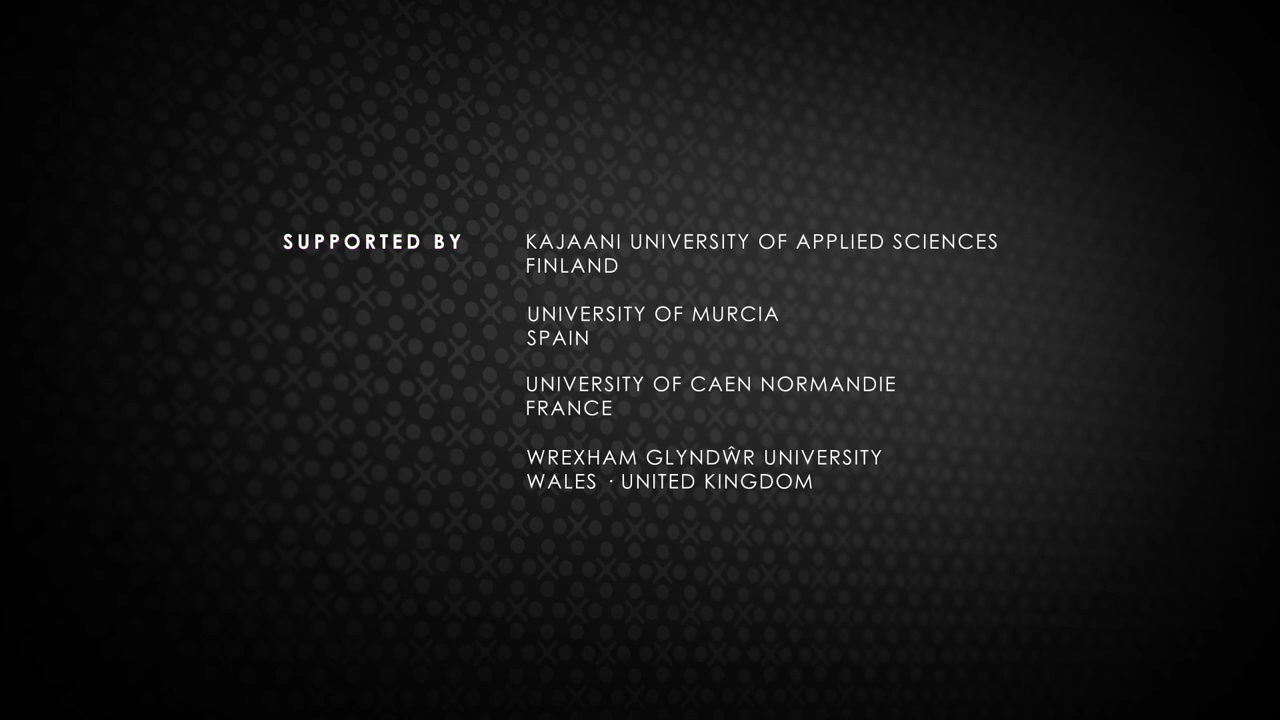 SUPPORTED BY
KAJAANI UNIVERSITY OF APPLIED SCIENCES
FINLAND
UNIVERSITY OF MURCIA
SPAIN
UNIVERSITY OF CAEN NORMANDIE
FRANCE
WREXHAM GLYNDŴR UNIVERSITY
WALES · UNITED KINGDOM